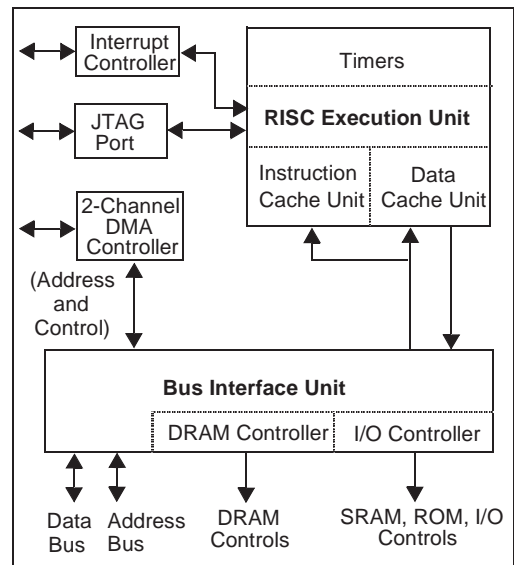 Interrupt
Controller
Timers
JTAG
Port
RISC Execution Unit
Instruction
Cache Unit
Data
Cache Unit
2-Channel
DMA
Controller
(Address
and
Control)
Bus Interface Unit
DRAM Controller
I/O Controller
Data
Bus
Address
Bus
DRAM
Controls
SRAM, ROM, I/O
Controls